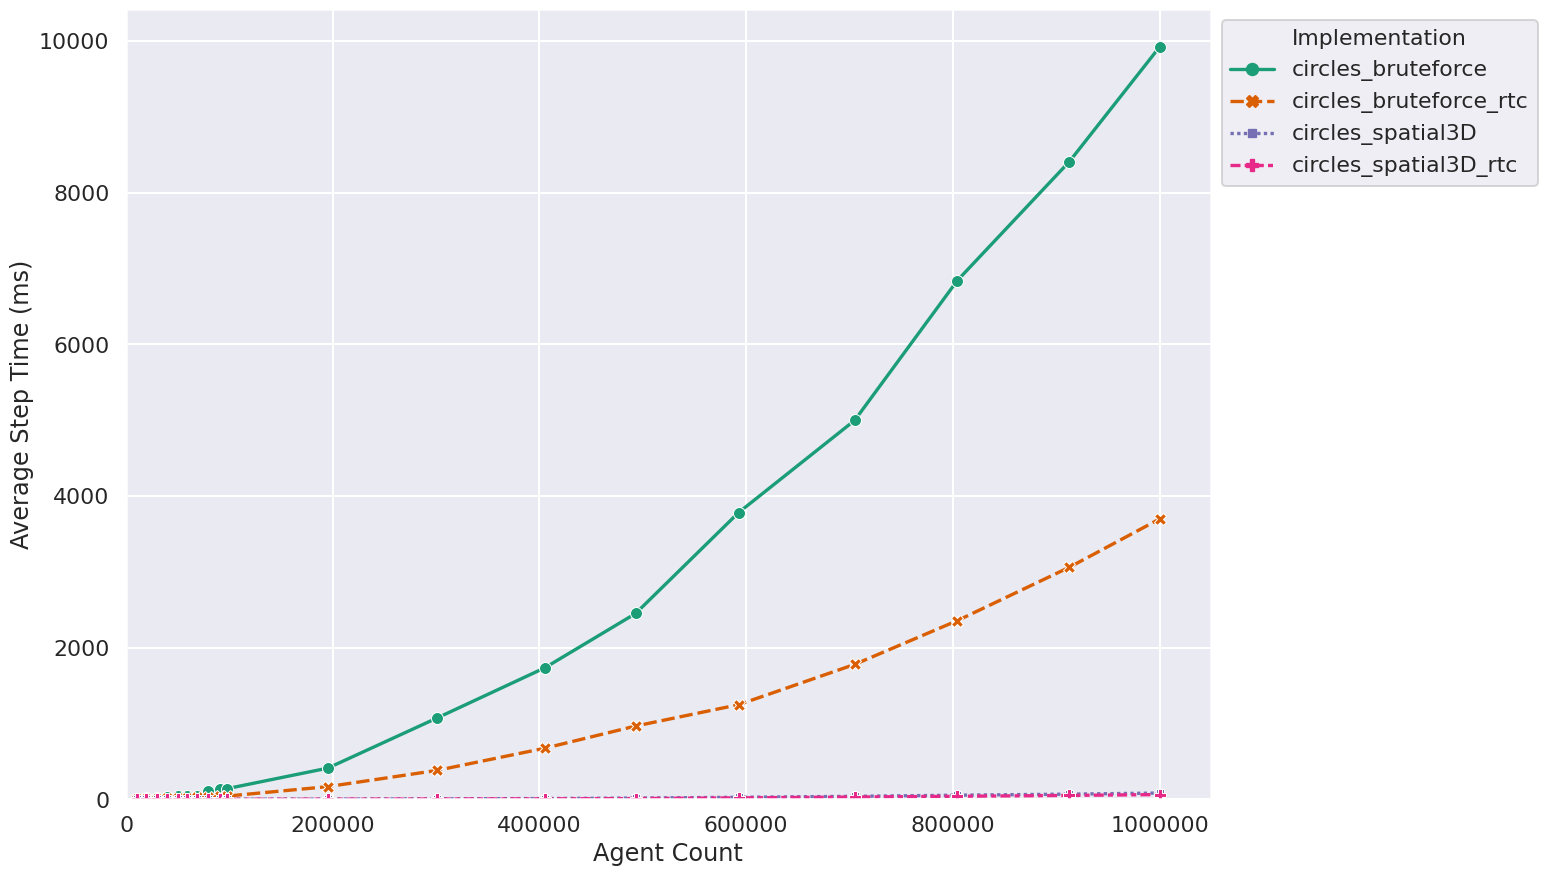 10000
8000
6000
4000
2000
0
Average Step Time (ms)
0
200000
400000
600000
800000
1000000
Agent Count
Implementation
circles_bruteforce
circles_bruteforce_rtc
circles_spatial3D
circles_spatial3D_rtc